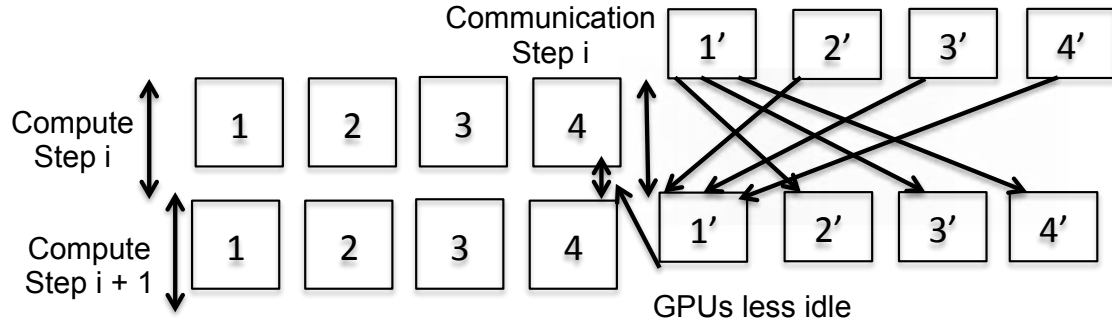 Communication
Step i
1’ 2’ 3’ 4’
Compute
Step i
1 2 3 4
Compute
Step i + 1
1 2 3 4
1’ 2’ 3’ 4’
GPUs less idle